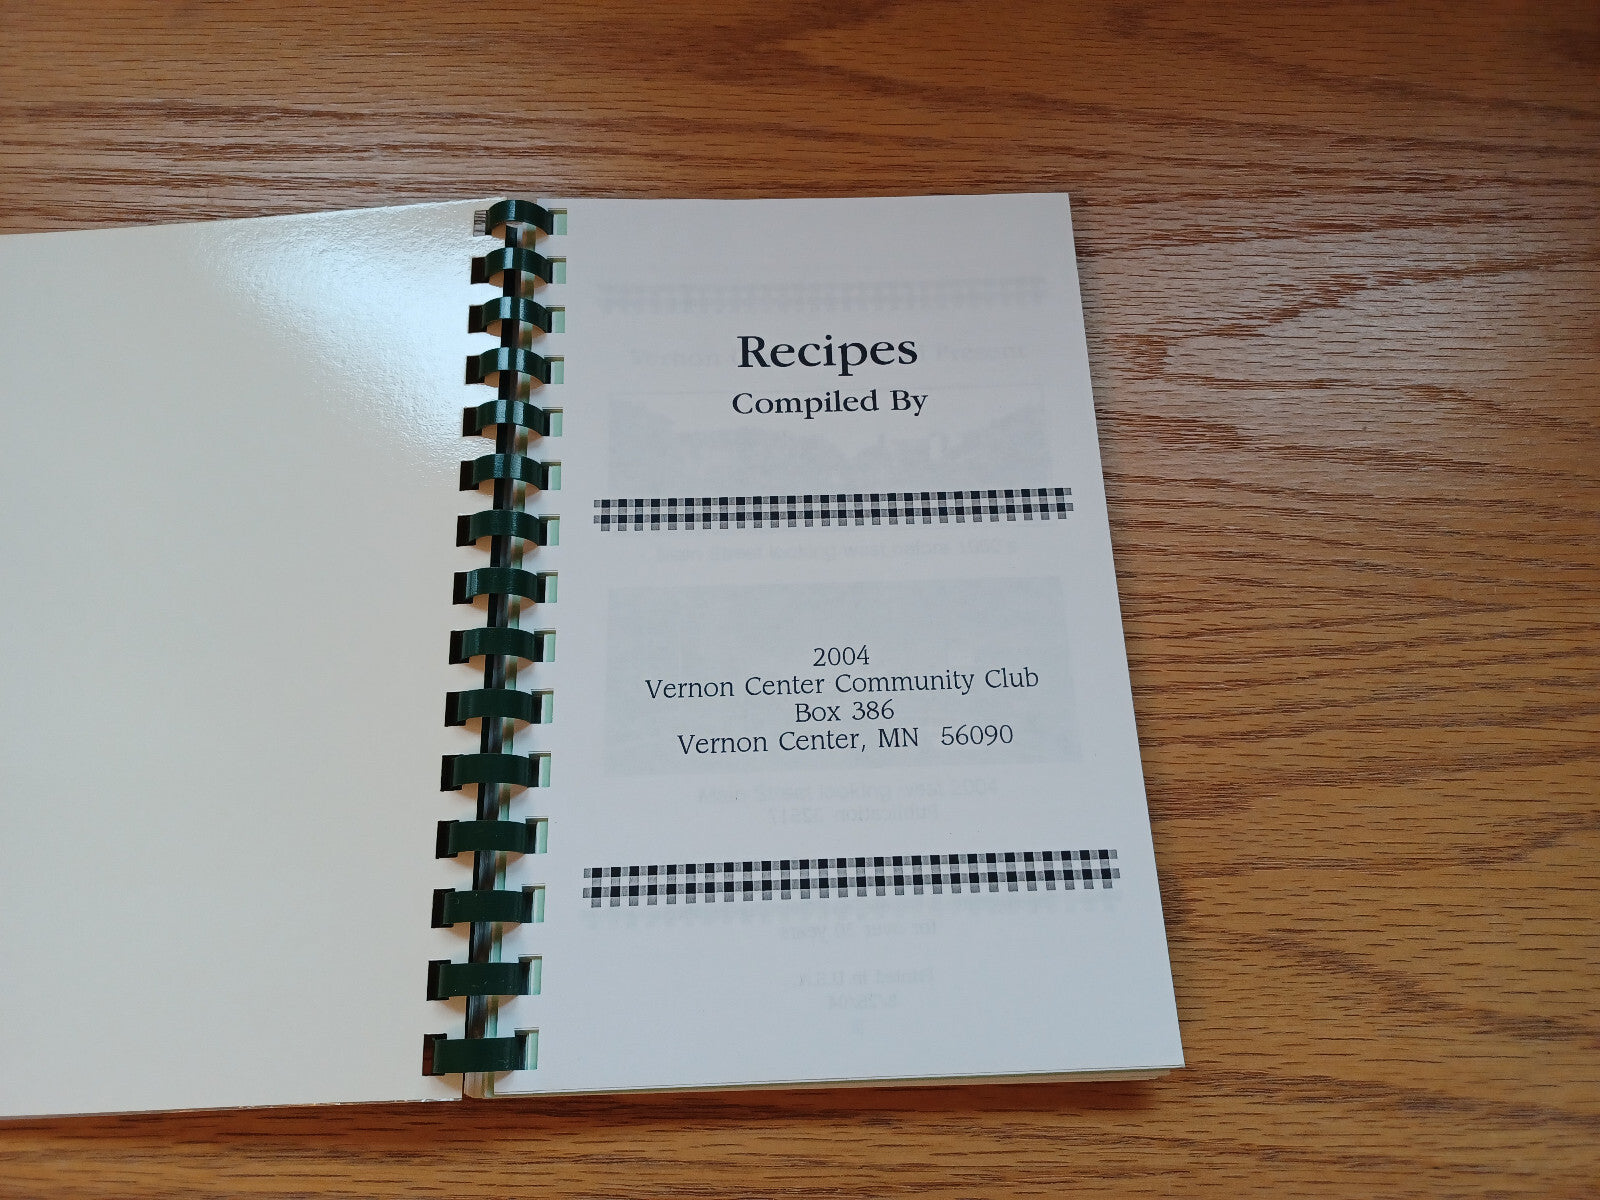 Recipes
Compiled By
2004
Vernon Center Community Club
Box 386
Vernon Center, MN 56090